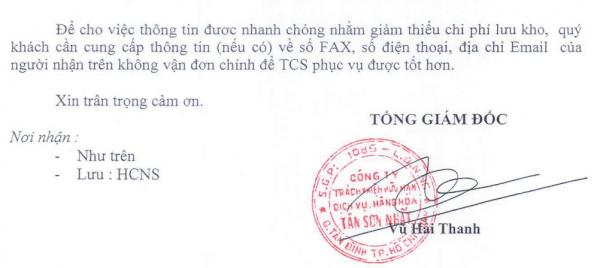 Để cho việc thông tin được nhanh chóng nhằm giảm thiểu chi phí lưu kho, quý
khách cần cung cấp thông tin (nếu có) về số FAX, số điện thoại, địa chỉ Email của
người nhận trên không vận đơn chính để TCS phục vụ được tốt hơn.
Xin trân trọng cảm ơn.
TỔNG GIÁM ĐỐC
Nơi nhận :
- Như trên
- Lưu : HCNS
S.G.P: 1085 -
CÔNG TY
TRÁCH NHIỆM HỮU HẠN
DỊCH VỤ HÀNG HÓA
TÂN SƠN NHẤT
Q.TÂN BÌNH TP.HỒ CHÍ
Vũ Hải Thanh